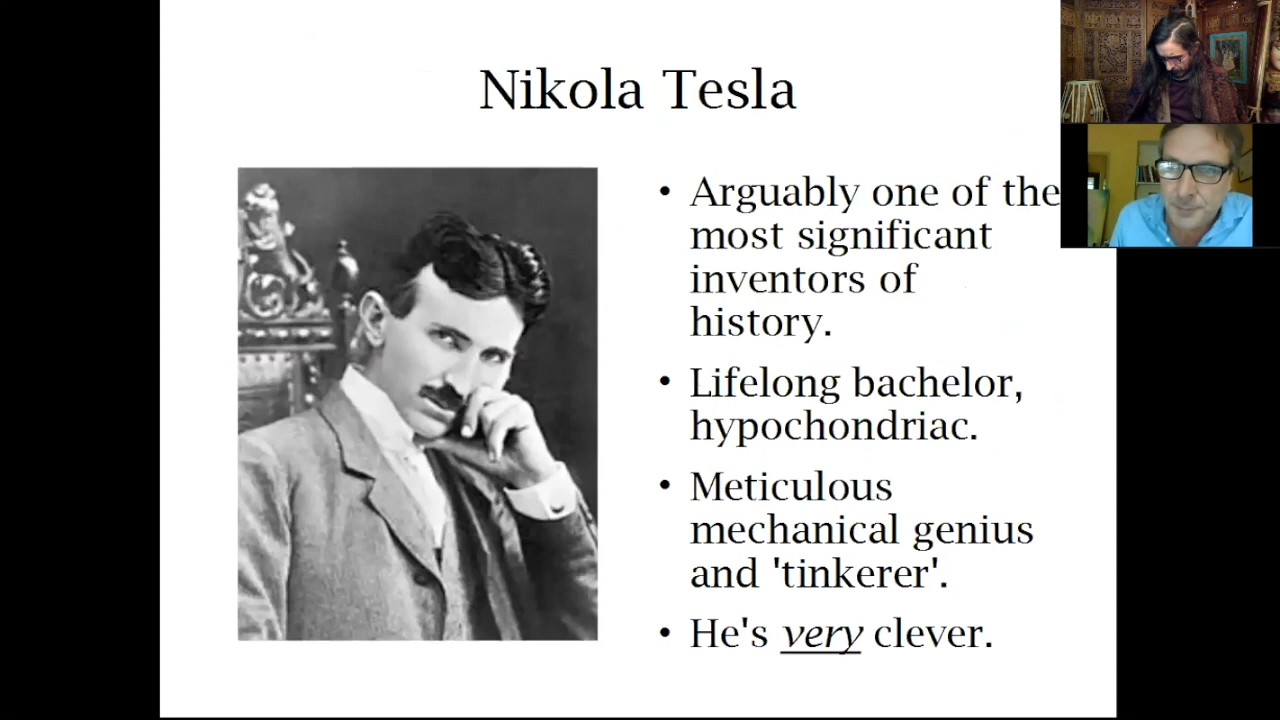 Nikola Tesla
• Arguably one of the
most significant
inventors of
history.
• Lifelong bachelor,
hypochondriac.
• Meticulous
mechanical genius
and 'tinkerer'.
• He's very clever.